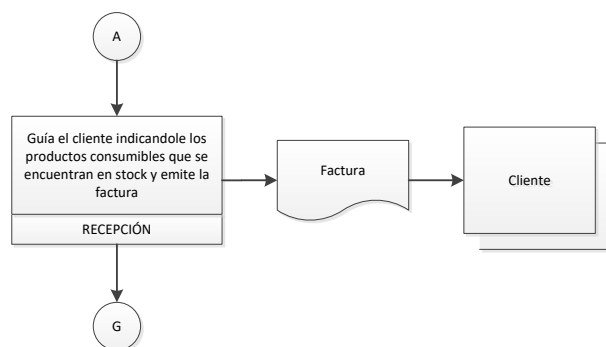 A
Guía el cliente indicandole los
productos consumibles que se
encuentran en stock y emite la
factura
RECEPCIÓN
Factura
Cliente
G